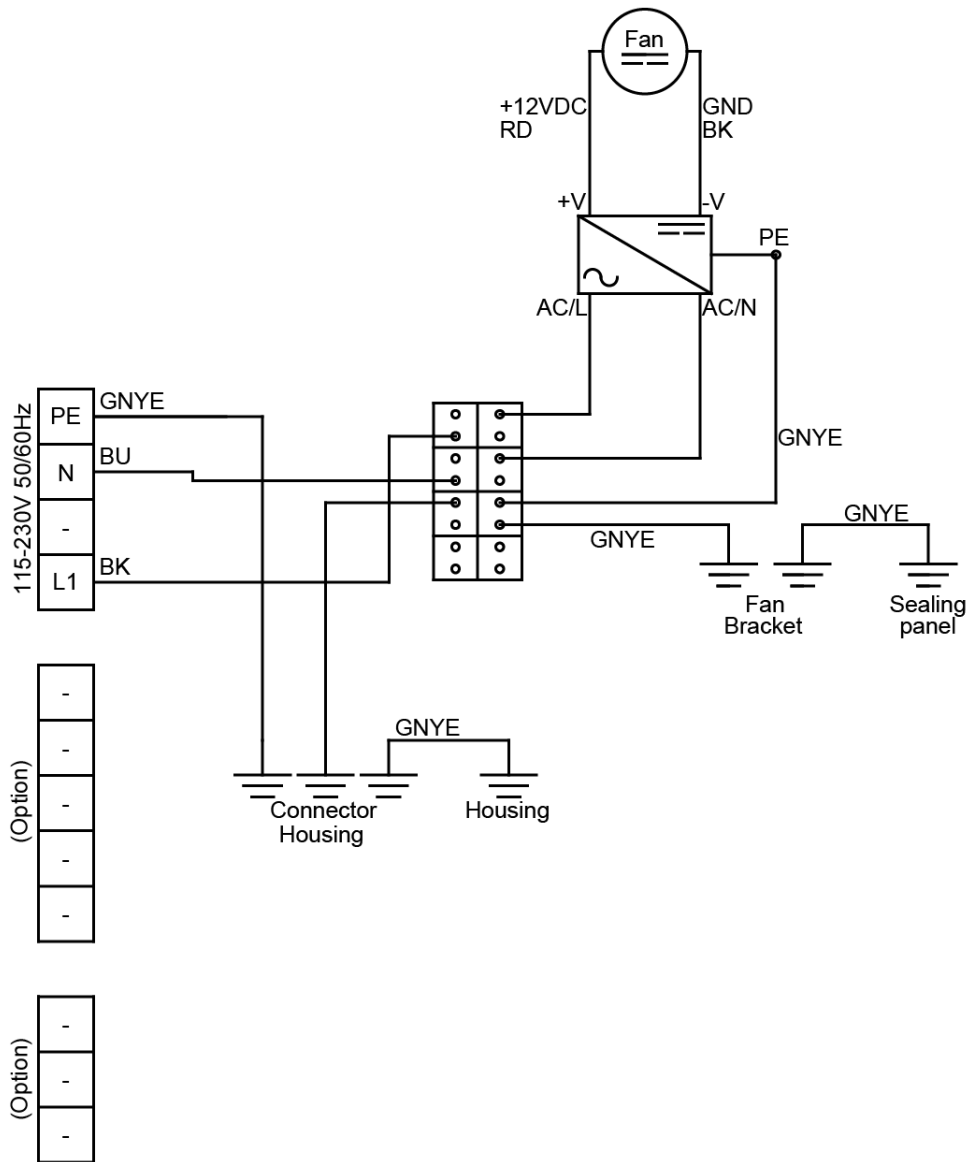 Fan
+12VDC
RD
GND
BK
+V
-V
PE
AC/L
AC/N
115-230V 50/60Hz
PE
GNYE
N
BU
-
L1
BK
GNYE
GNYE
GNYE
Fan
Bracket
Sealing
panel
(Option)
-
-
-
-
-
GNYE
Connector
Housing
Housing
(Option)
-
-
-